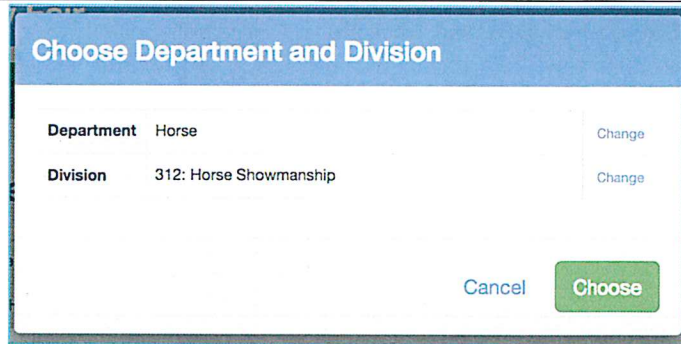 Choose Department and Division
Department Horse Change
Division 312: Horse Showmanship Change
Cancel Choose